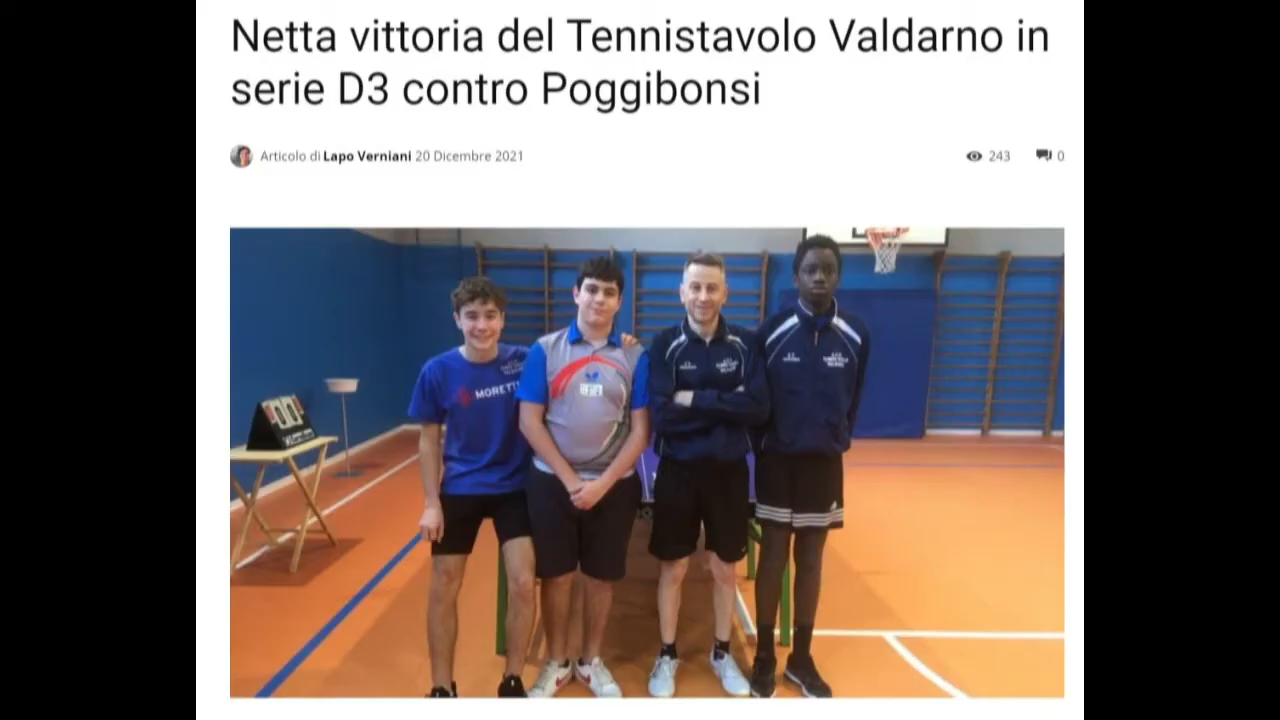 Netta vittoria del Tennistavolo Valdarno in
serie D3 contro Poggibonsi
Articolo di Lapo Verniani 20 Dicembre 2021
243
0
MORETT